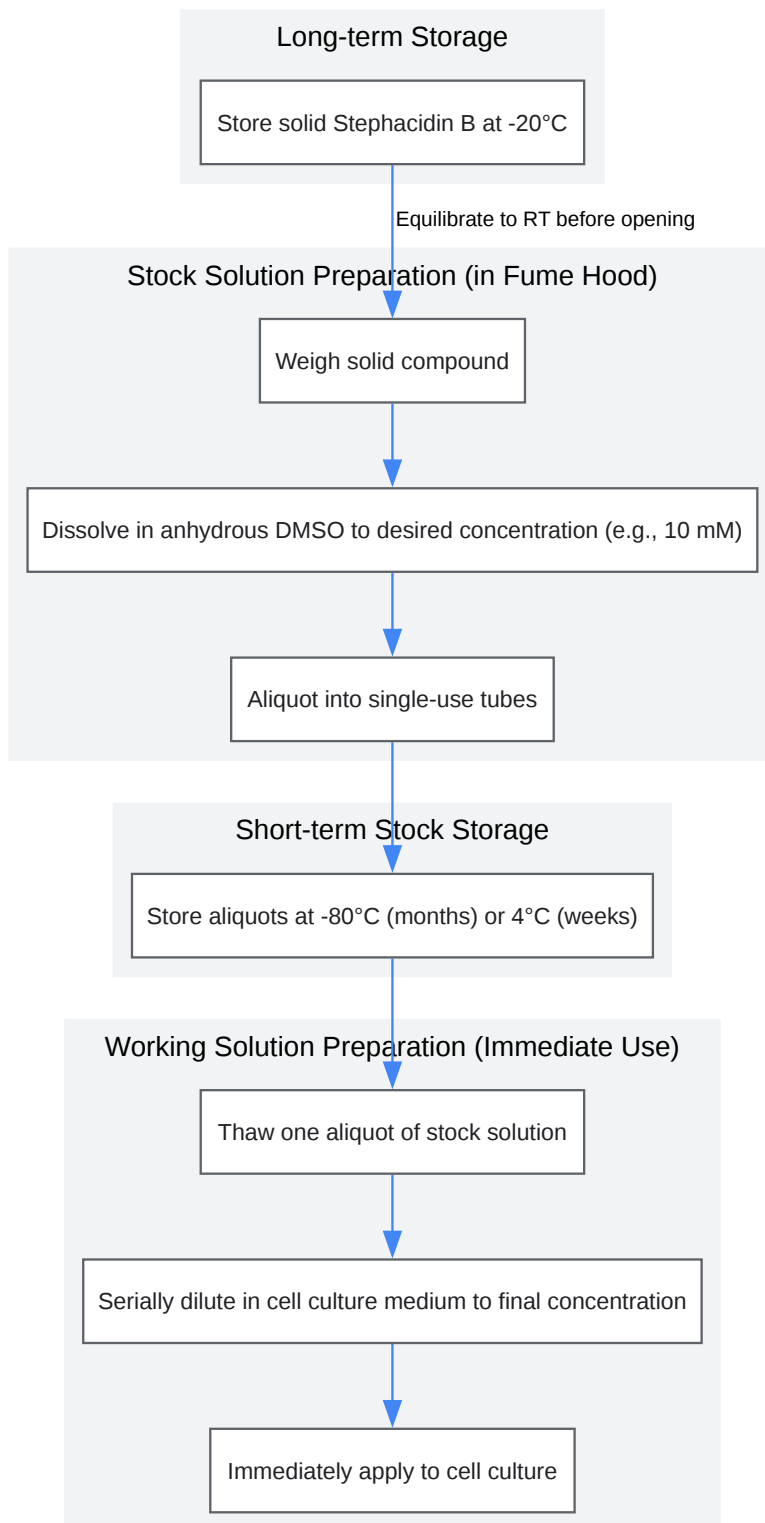 Long-term Storage
Store solid Stephacidin B at -20°C
Equilibrate to RT before opening
Stock Solution Preparation (in Fume Hood)
Weigh solid compound
Dissolve in anhydrous DMSO to desired concentration (e.g., 10 mM)
Aliquot into single-use tubes
Short-term Stock Storage
Store aliquots at -80°C (months) or 4°C (weeks)
Working Solution Preparation (Immediate Use)
Thaw one aliquot of stock solution
Serially dilute in cell culture medium to final concentration
Immediately apply to cell culture